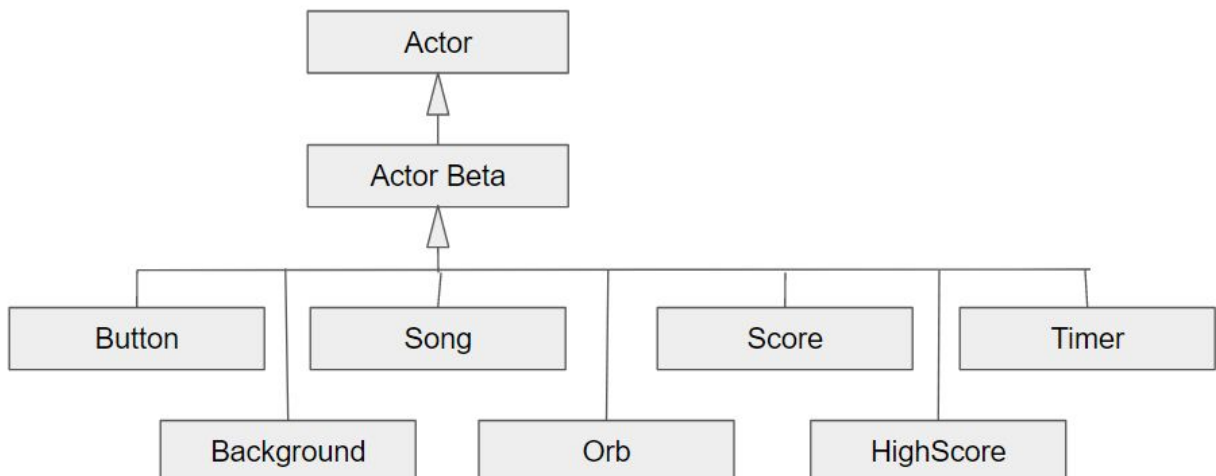 Actor
Actor Beta
Button
Song
Score
Timer
Background
Orb
HighScore